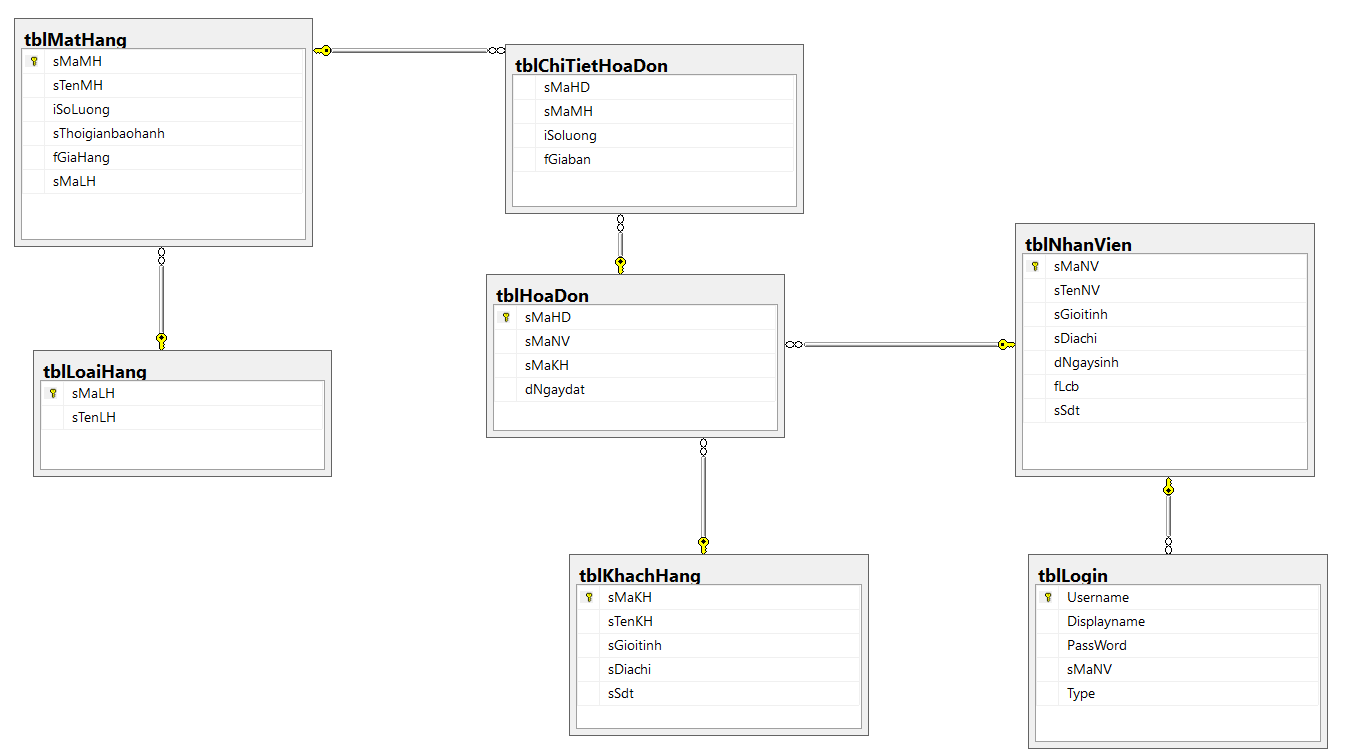 tblMatHang
sMaMH
sTenMH
iSoLuong
sThoigianbaohanh
fGiaHang
sMaLH
tblChiTietHoaDon
sMaHD
sMaMH
iSoluong
fGiaban
tblNhanVien
sMaNV
sTenNV
sGioitinh
sDiachi
dNgaysinh
fLcb
sSdt
tblHoaDon
sMaHD
sMaNV
sMaKH
dNgaydat
tblLoaiHang
sMaLH
sTenLH
tblKhachHang
sMaKH
sTenKH
sGioitinh
sDiachi
sSdt
tblLogin
Username
Displayname
PassWord
sMaNV
Type